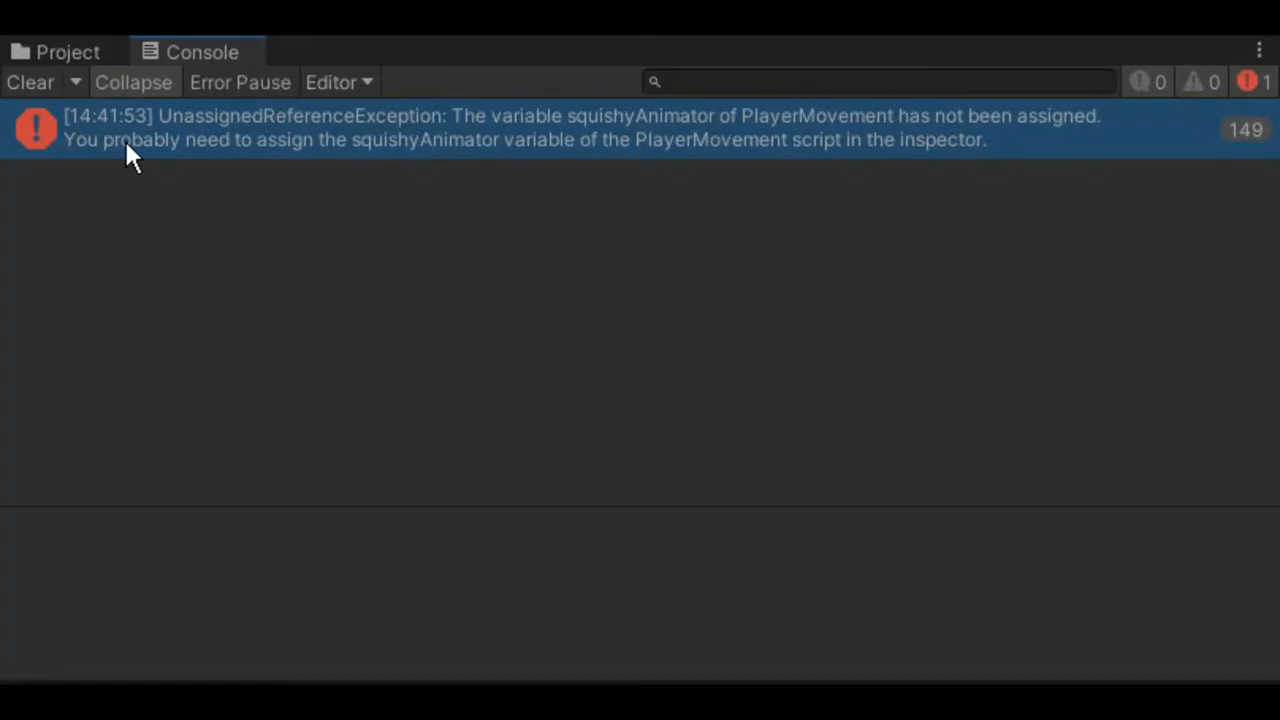 Project Console
Clear Collapse Error Pause Editor 0 0 1
[14:41:53] UnassignedReferenceException: The variable squishyAnimator of PlayerMovement has not been assigned.
You probably need to assign the squishyAnimator variable of the PlayerMovement script in the inspector.
149